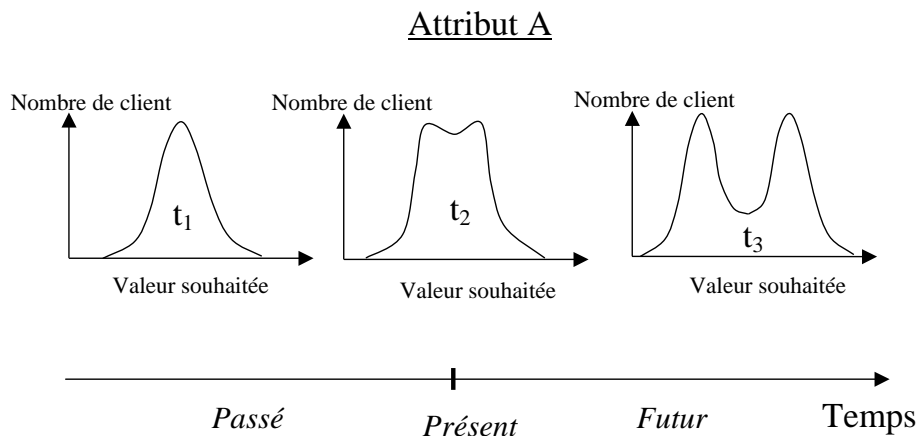 Attribut A
Nombre de client
Nombre de client
Nombre de client
t₁
t₂
t₃
Valeur souhaitée
Valeur souhaitée
Valeur souhaitée
Passé
Présent
Futur
Temps